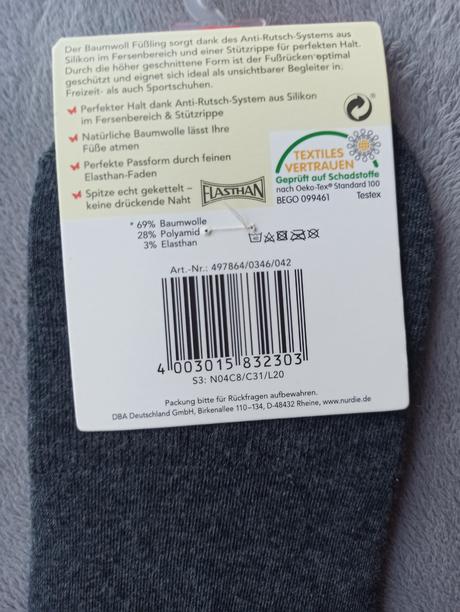 Der Baumwoll Füßling sorgt dank des Anti-Rutsch-Systems aus
Silikon im Fersenbereich und einer Stützrippe für perfekten Halt.
Durch die höher geschnittene Form ist der Fußrücken optimal
geschützt und eignet sich ideal als unsichtbarer Begleiter in
Freizeit- als auch Sportschuhen.
Perfekter Halt dank Anti-Rutsch-System aus Silikon
im Fersenbereich & Stützrippe
Natürliche Baumwolle lässt Ihre
Füße atmen
Perfekte Passform durch feinen
Elasthan-Faden
Spitze echt gekettelt –
keine drückende Naht
ELASTHAN
TEXTILES
VERTRAUEN
Geprüft auf Schadstoffe
nach Oeko-Tex® Standard 100
BEGO 099461 Testex
* 69% Baumwolle
28% Polyamid
3% Elasthan
Art.-Nr.: 497864/0346/042
4 003015 832303
S3: N04C8/C31/L20
Packung bitte für Rückfragen aufbewahren.
DBA Deutschland GmbH, Birkenallee 110–134, D-48432 Rheine, www.nurdie.de